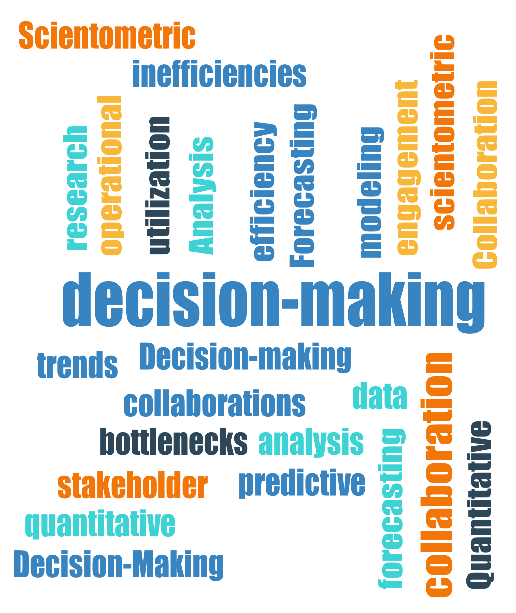 Scientometric
inefficiencies
research
operational
utilization
Analysis
efficiency
Forecasting
modeling
engagement
scientometric
Collaboration
decision-making
trends
Decision-making
collaborations
data
bottlenecks
analysis
stakeholder
predictive
quantitative
Decision-Making
forecasting
collaboration
Quantitative